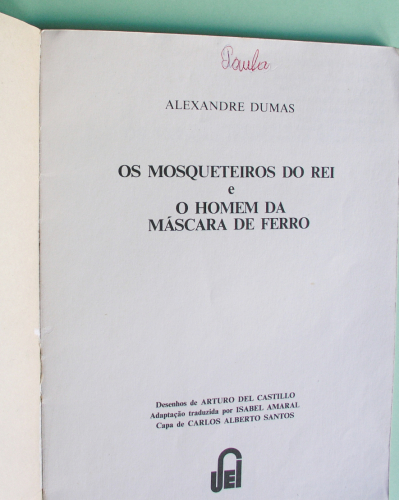 Paula
ALEXANDRE DUMAS
OS MOSQUETEIROS DO REI
e
O HOMEM DA
MÁSCARA DE FERRO
Desenhos de ARTURO DEL CASTILLO
Adaptação traduzida por ISABEL AMARAL
Capa de CARLOS ALBERTO SANTOS